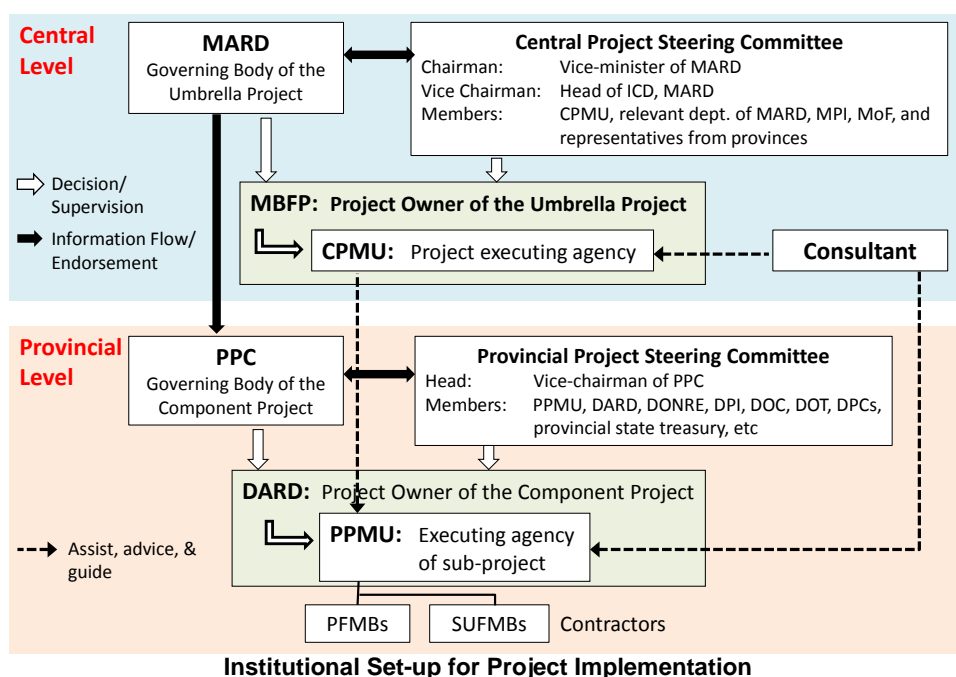 Central
Level
MARD
Governing Body of the
Umbrella Project
Central Project Steering Committee
Chairman: Vice-minister of MARD
Vice Chairman: Head of ICD, MARD
Members: CPMU, relevant dept. of MARD, MPI, MoF, and
representatives from provinces
Decision/
Supervision
Information Flow/
Endorsement
MBFP: Project Owner of the Umbrella Project
CPMU: Project executing agency
Consultant
Provincial
Level
PPC
Governing Body of the
Component Project
Provincial Project Steering Committee
Head: Vice-chairman of PPC
Members: PPMU, DARD, DONRE, DPI, DOC, DOT, DPCs,
provincial state treasury, etc
DARD: Project Owner of the Component Project
PPMU: Executing agency
of sub-project
Assist, advice, &
guide
PFMBs
SUFMBs
Contractors
Institutional Set-up for Project Implementation